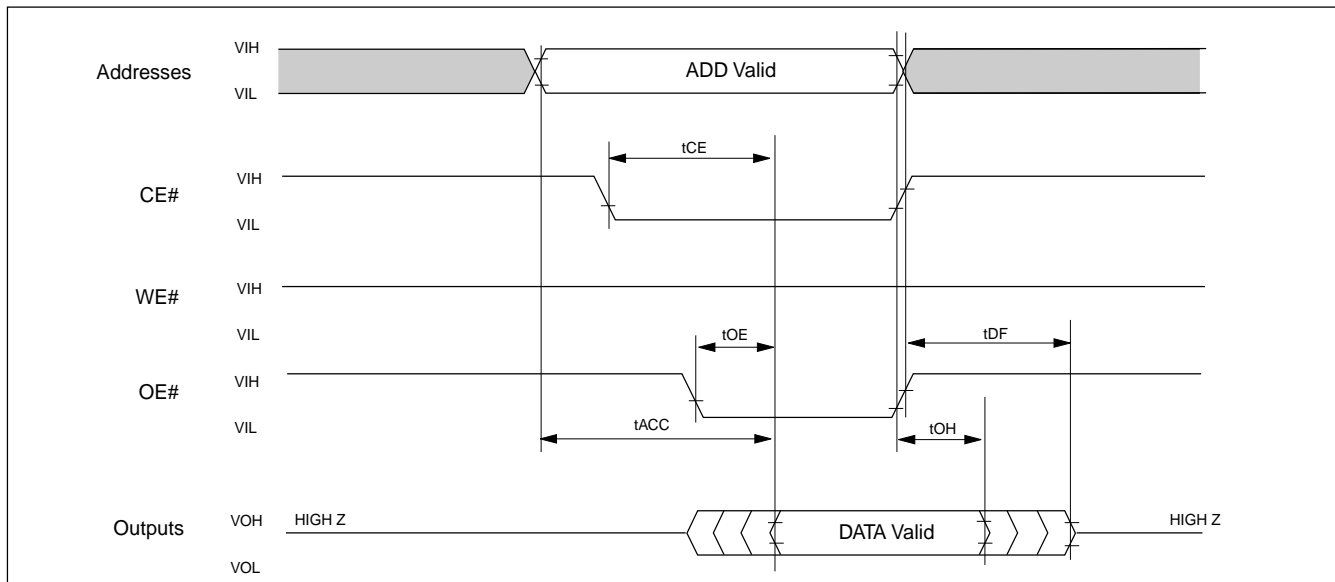 VIH
Addresses
ADD Valid
VIL
tCE
VIH
CE#
VIL
VIH
WE#
VIL
tOE
tDF
VIH
OE#
VIL
tACC
tOH
VOH
HIGH Z
Outputs
DATA Valid
HIGH Z
VOL